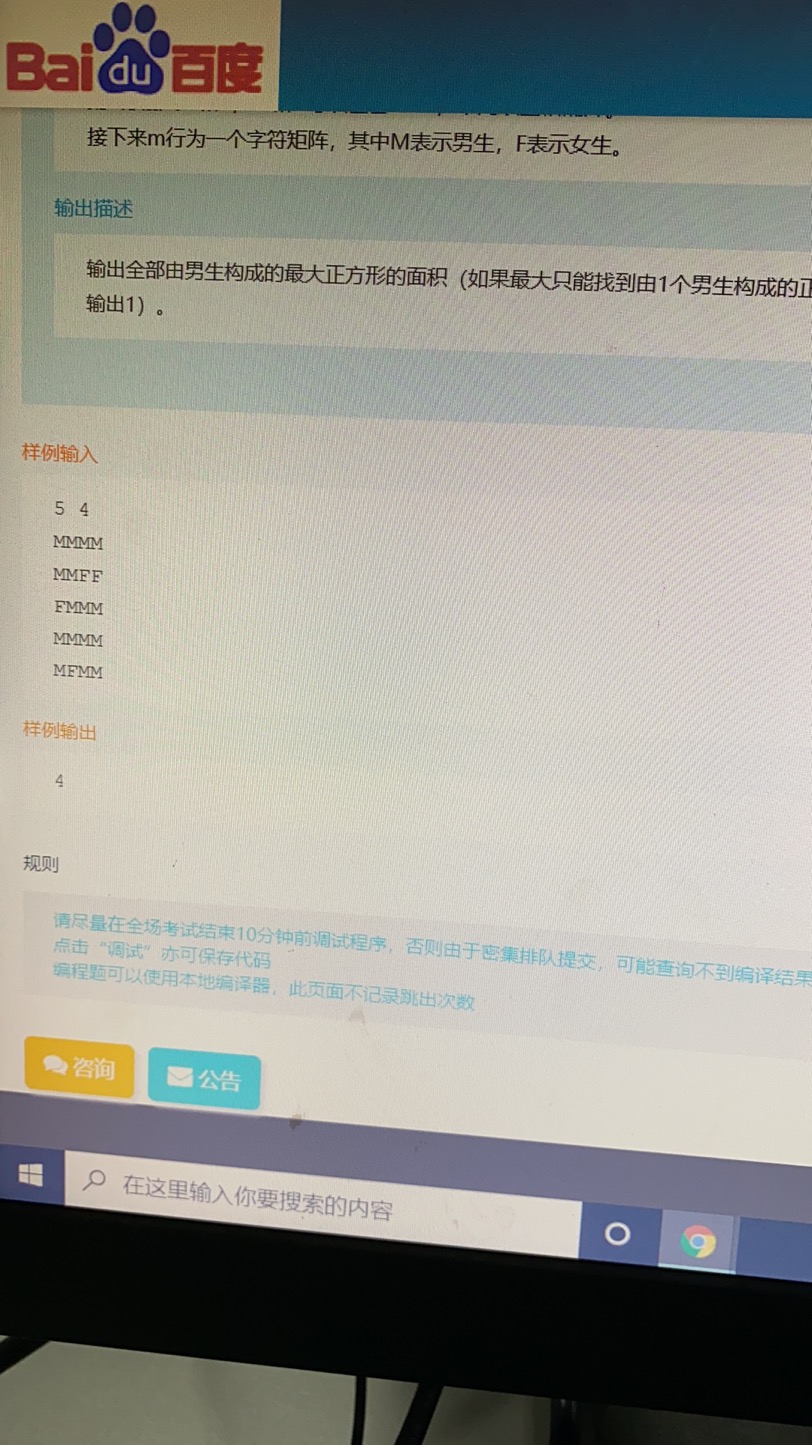 Baidu百度
接下来m行为一个字符矩阵，其中M表示男生，F表示女生。
输出描述
输出全部由男生构成的最大正方形的面积（如果最大只能找到由1个男生构成的正
输出1）。
样例输入
5 4
MMMM
MMFF
FMMM
MMMM
MFMM
样例输出
4
规则
请尽量在全场考试结束10分钟前调试程序，否则由于密集排队提交，可能查询不到编译结果
点击“调试”亦可保存代码
编程题可以使用本地编译器，此页面不记录跳出次数
咨询 公告
在这里输入你要搜索的内容